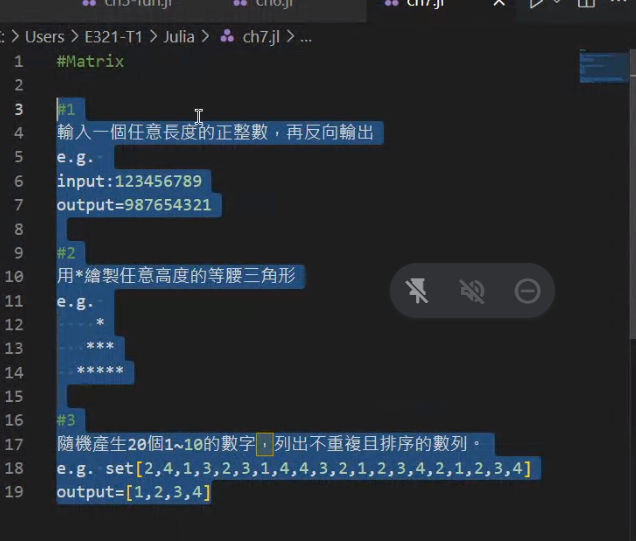 ch5-fun.jl ch6.jl ch7.jl
: > Users > E321-T1 > Julia > ch7.jl > ...
1 #Matrix
2
3 #1
4 輸入一個任意長度的正整數，再反向輸出
5 e.g.
6 input:123456789
7 output=987654321
8
9 #2
10 用*繪製任意高度的等腰三角形
11 e.g.
12 *
13 ***
14 *****
15
16 #3
17 隨機產生20個1~10的數字，列出不重複且排序的數列。
18 e.g. set[2,4,1,3,2,3,1,4,4,3,2,1,2,3,4,2,1,2,3,4]
19 output=[1,2,3,4]